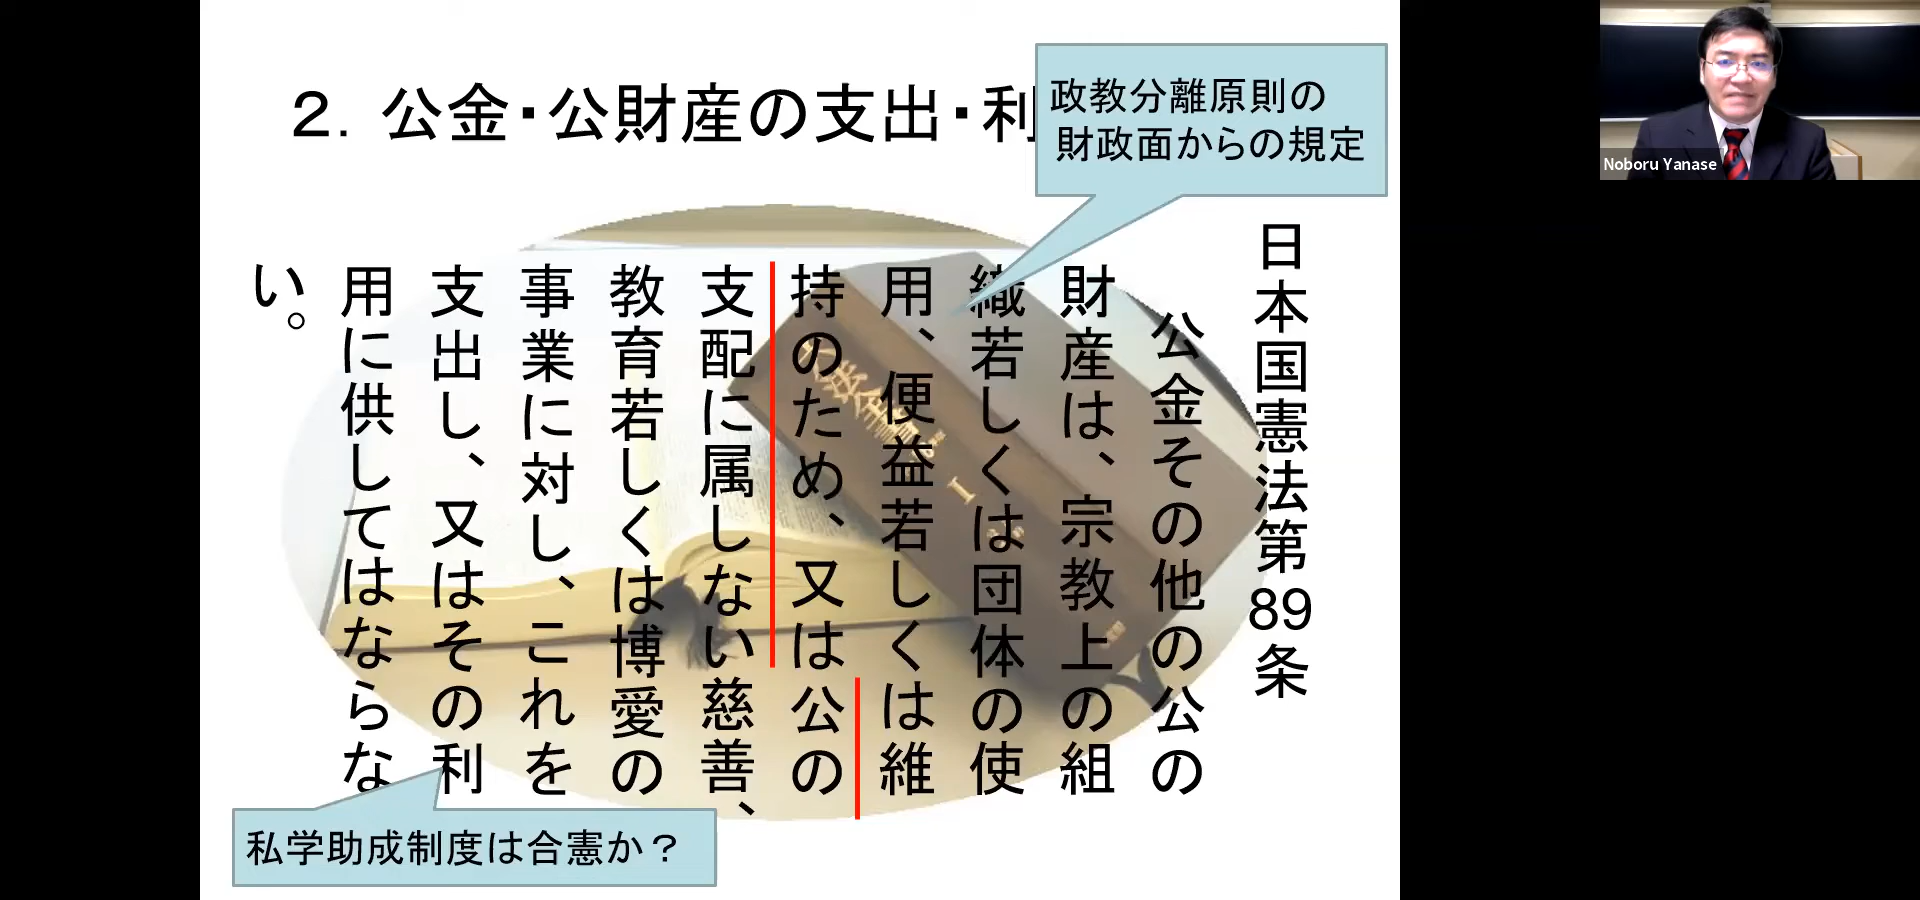 ２．公金・公財産の支出・利
政教分離原則の
財政面からの規定
日本国憲法第89条
公金その他の公の
財産は、宗教上の組
織若しくは団体の使
用、便益若しくは維
持のため、又は公の
支配に属しない慈善、
教育若しくは博愛の
事業に対し、これを
支出し、又はその利
用に供してはならな
い。
私学助成制度は合憲か？
法全書
I
Noboru Yanase